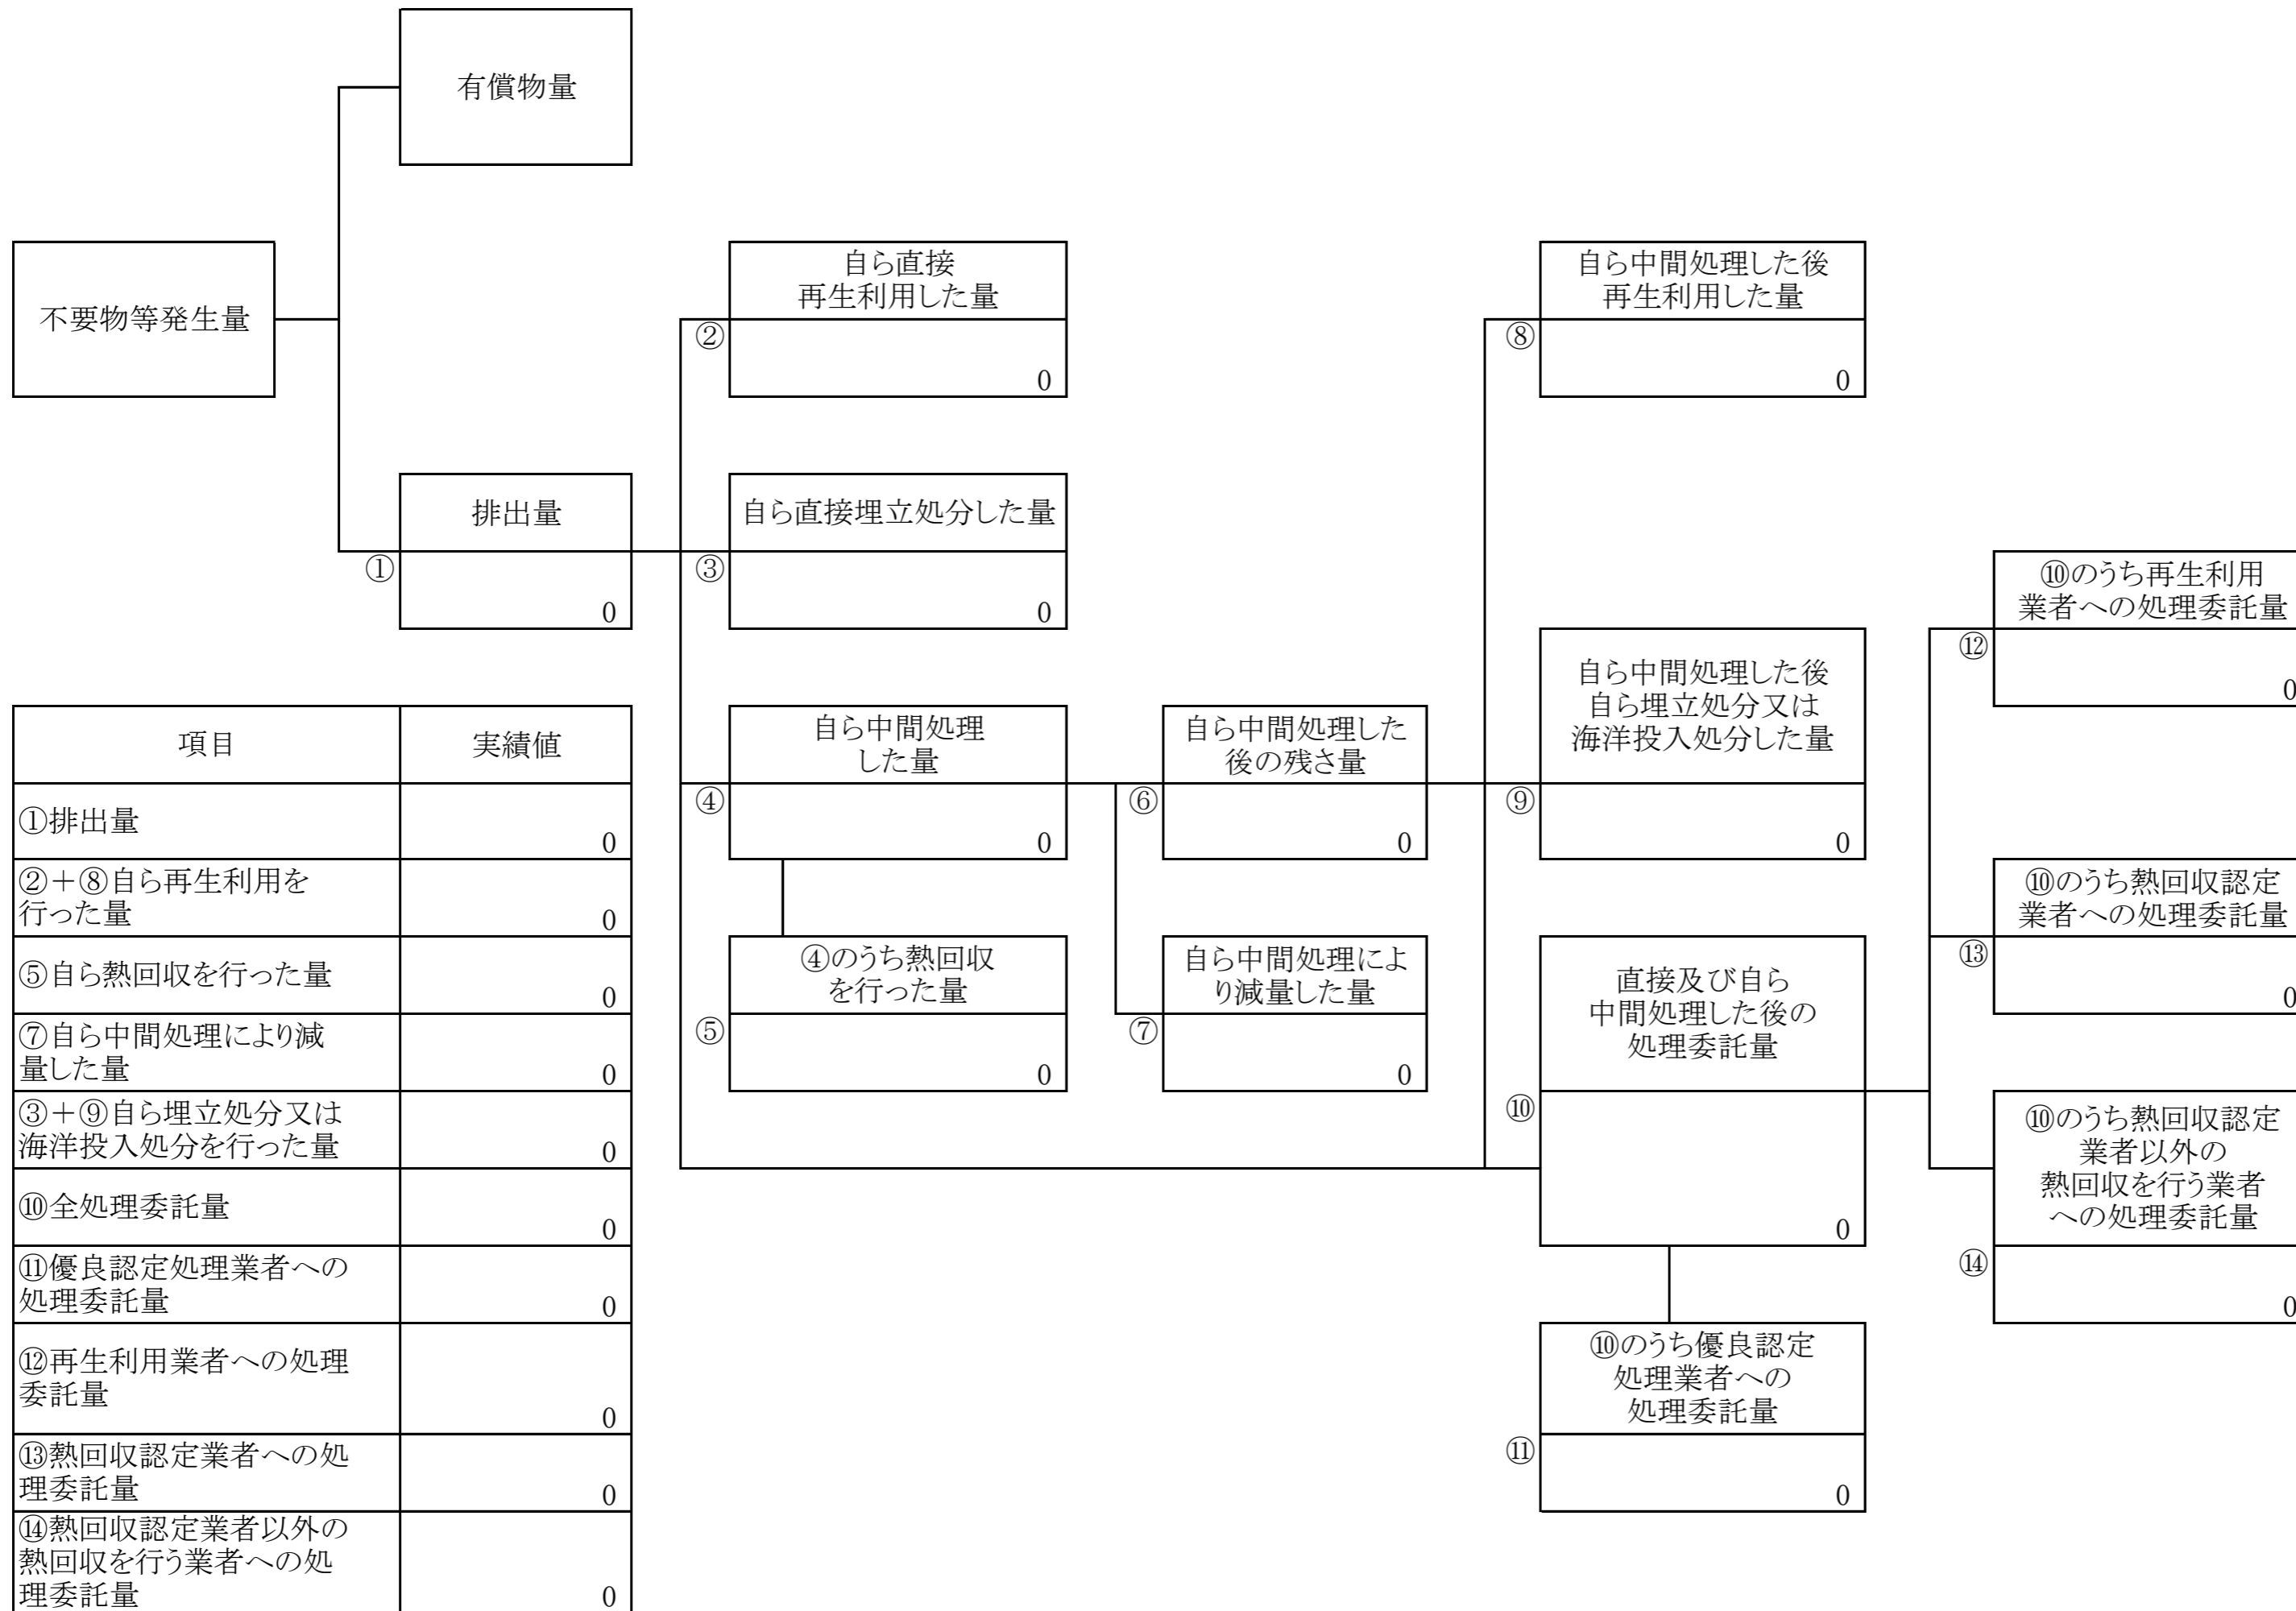 有償物量
不要物等発生量
自ら直接
再生利用した量
②
0
自ら中間処理した後
再生利用した量
⑧
0
排出量
①
0
自ら直接埋立処分した量
③
0
⑩のうち再生利用
業者への処理委託量
⑫
0
自ら中間処理した後
自ら埋立処分又は
海洋投入処分した量
⑨
0
自ら中間処理
した量
④
0
自ら中間処理した
後の残さ量
⑥
0
⑩のうち熱回収認定
業者への処理委託量
⑬
0
④のうち熱回収
を行った量
⑤
0
自ら中間処理によ
り減量した量
⑦
0
直接及び自ら
中間処理した後の
処理委託量
⑩
0
⑩のうち熱回収認定
業者以外の
熱回収を行う業者
への処理委託量
⑭
0
⑩のうち優良認定
処理業者への
処理委託量
⑪
0
項目 実績値
①排出量
0
②＋⑧自ら再生利用を
行った量
0
⑤自ら熱回収を行った量
0
⑦自ら中間処理により減
量した量
0
③＋⑨自ら埋立処分又は
海洋投入処分を行った量
0
⑩全処理委託量
0
⑪優良認定処理業者への
処理委託量
0
⑫再生利用業者への処理
委託量
0
⑬熱回収認定業者への処
理委託量
0
⑭熱回収認定業者以外の
熱回収を行う業者への処
理委託量
0